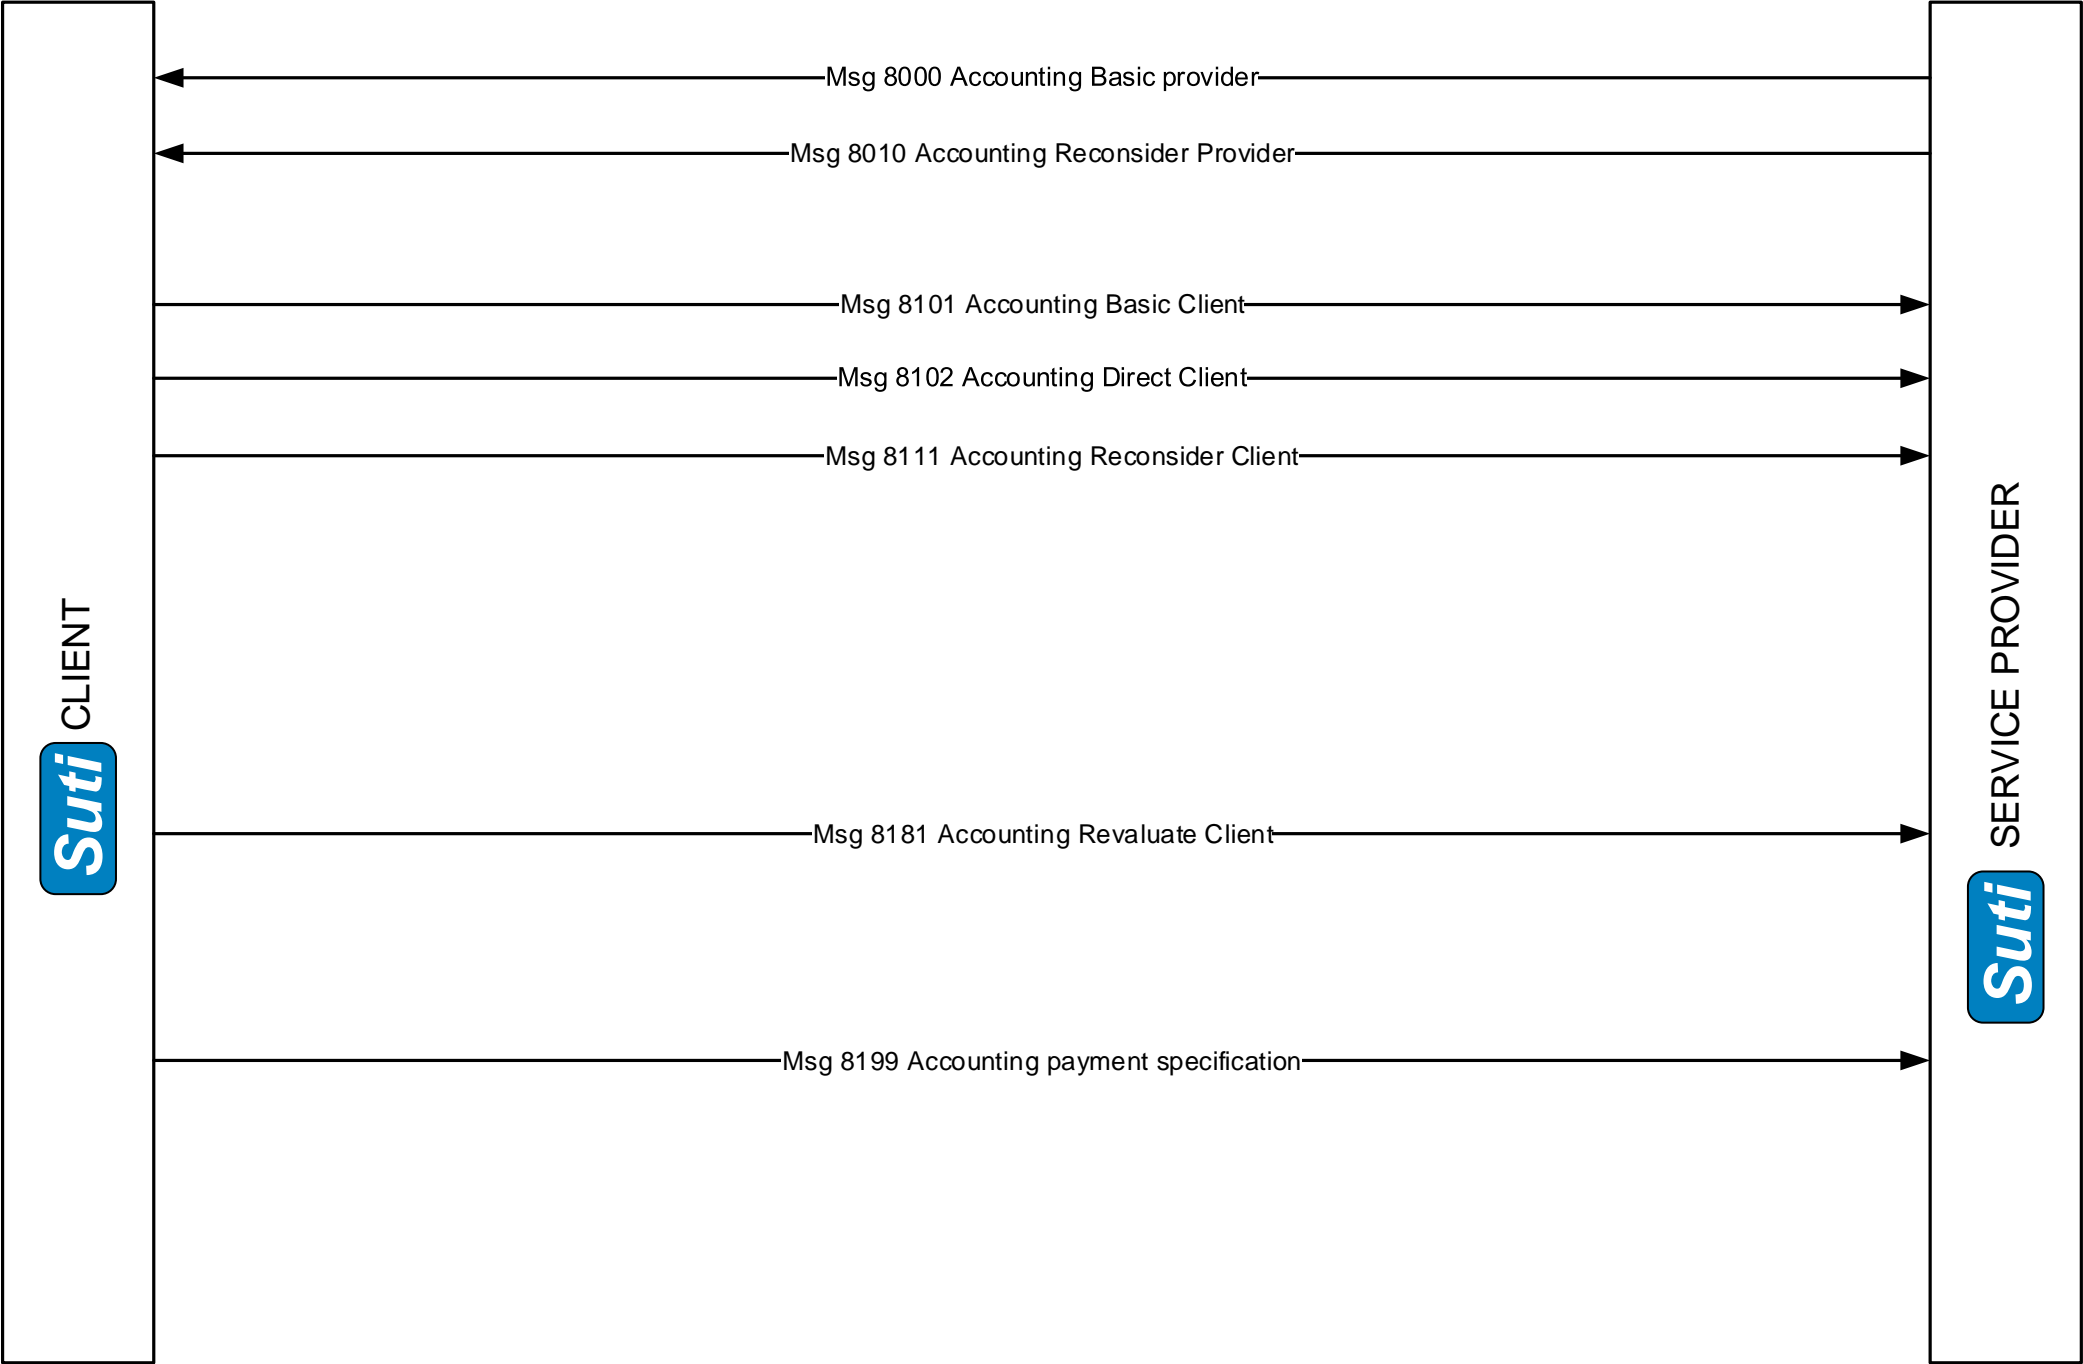 Msg 8000 Accounting Basic provider
Msg 8010 Accounting Reconsider Provider
Msg 8101 Accounting Basic Client
Msg 8102 Accounting Direct Client
Msg 8111 Accounting Reconsider Client
Msg 8181 Accounting Revaluate Client
Msg 8199 Accounting payment specification
Suti CLIENT
Suti SERVICE PROVIDER